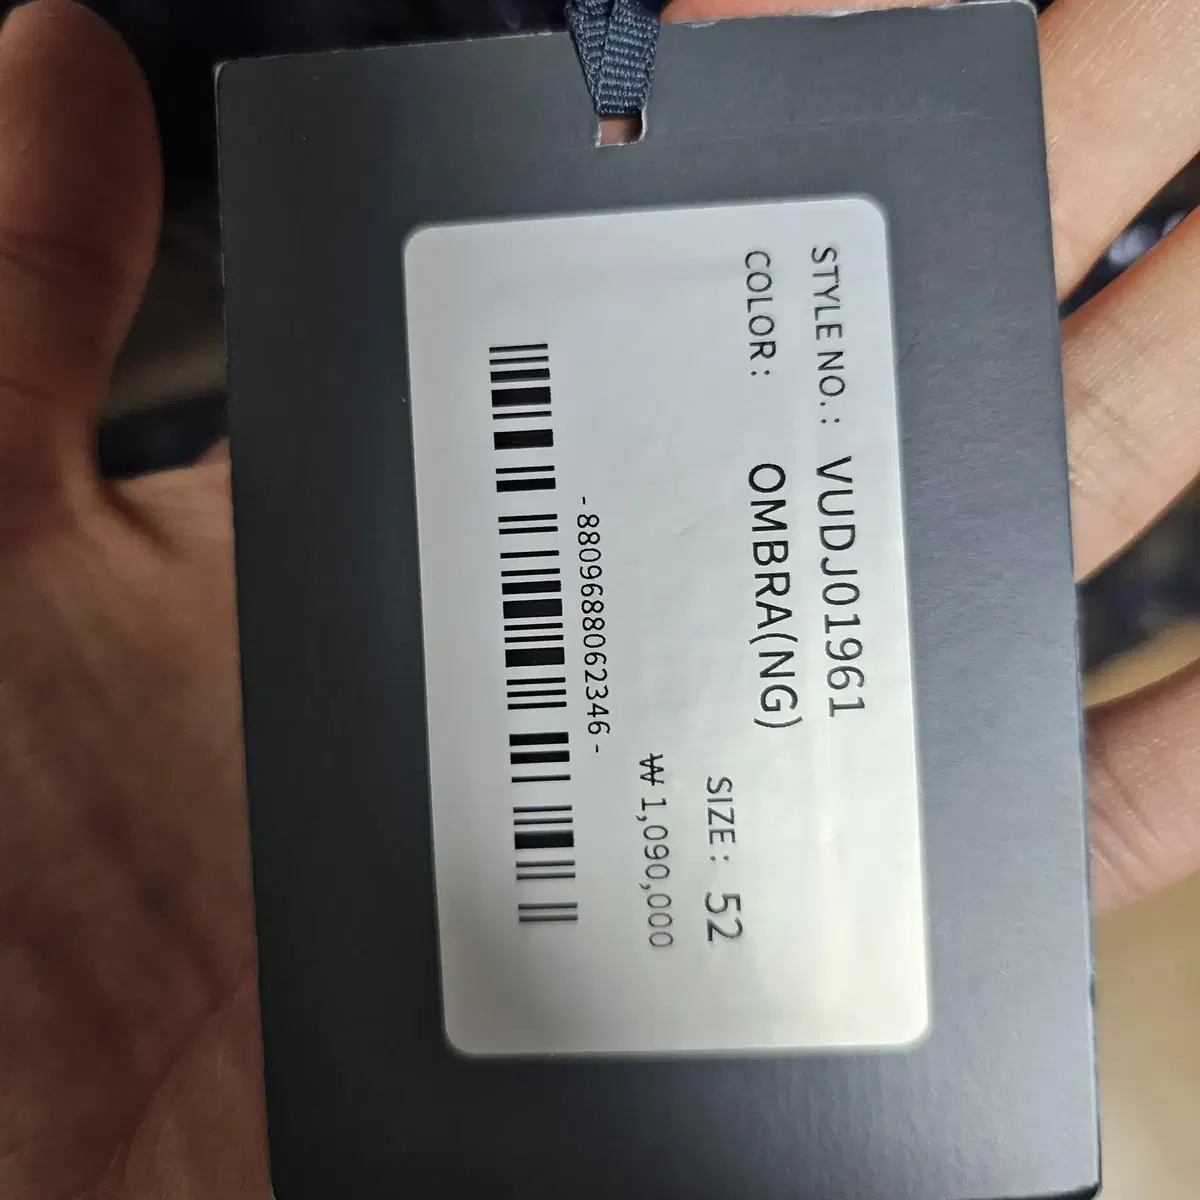 STYLE NO.: VUDJ01961
COLOR: OMBRA(NG)
SIZE: 52
₩1,090,000
-8809688062346-